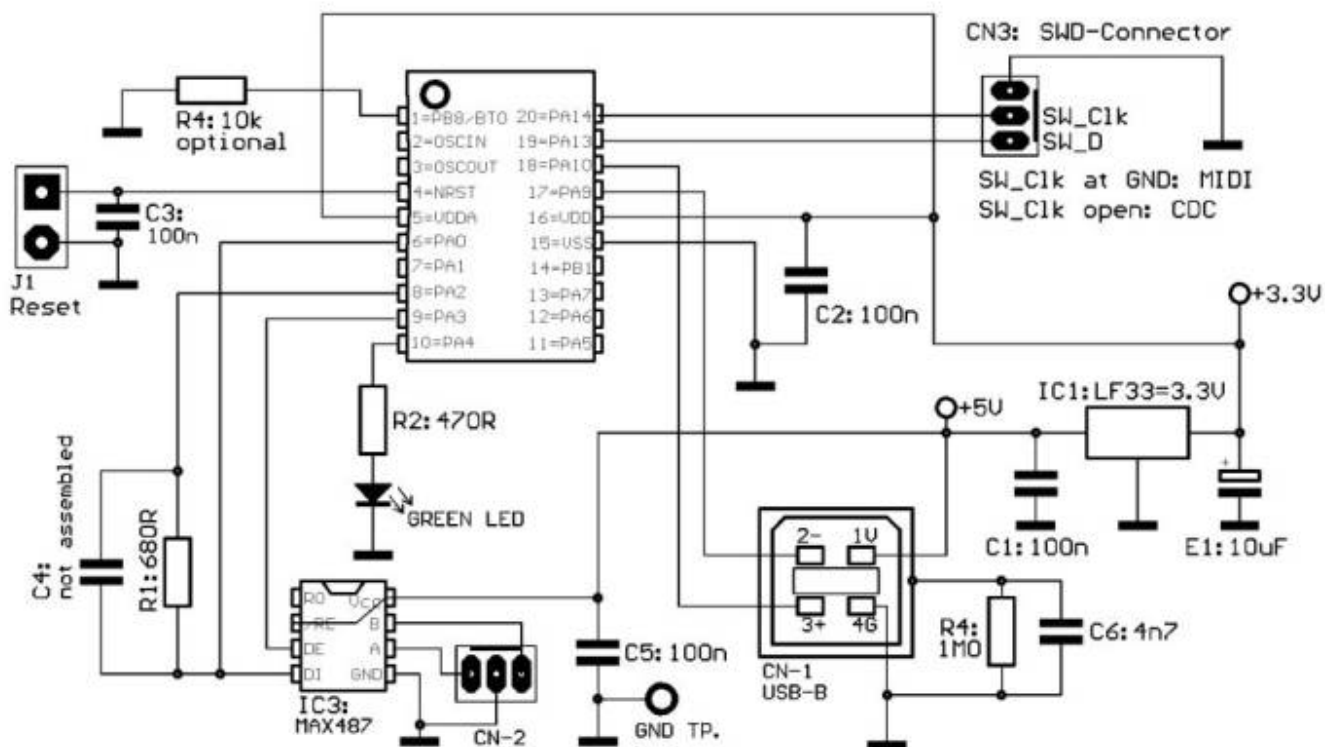 CN3: SWD-Connector
R4:10k
optional
1=PB8/BTO
2=OSCIN
3=OSCOUT
4=NRST
5=VDDA
6=PA0
7=PA1
8=PA2
9=PA3
10=PA4
20=PA14
19=PA13
18=PA10
17=PA9
16=VDD
15=VSS
14=PB1
13=PA7
12=PA6
11=PA5
SW_Clk
SW_D
SW_Clk at GND: MIDI
SW_Clk open: CDC
C3:
100n
J1
Reset
C2:100n
+3.3V
IC1:LF33=3.3V
+5V
R2:470R
GREEN LED
C4:
not assembled
R1:680R
C1:100n
E1:10uF
+
2- 1V
3+ 4G
CN-1
USB-B
R4:
1M0
C6:4n7
RO Vcc
/RE B
DE A
DI GND
IC3:
MAX487
CN-2
C5:100n
GND TP.